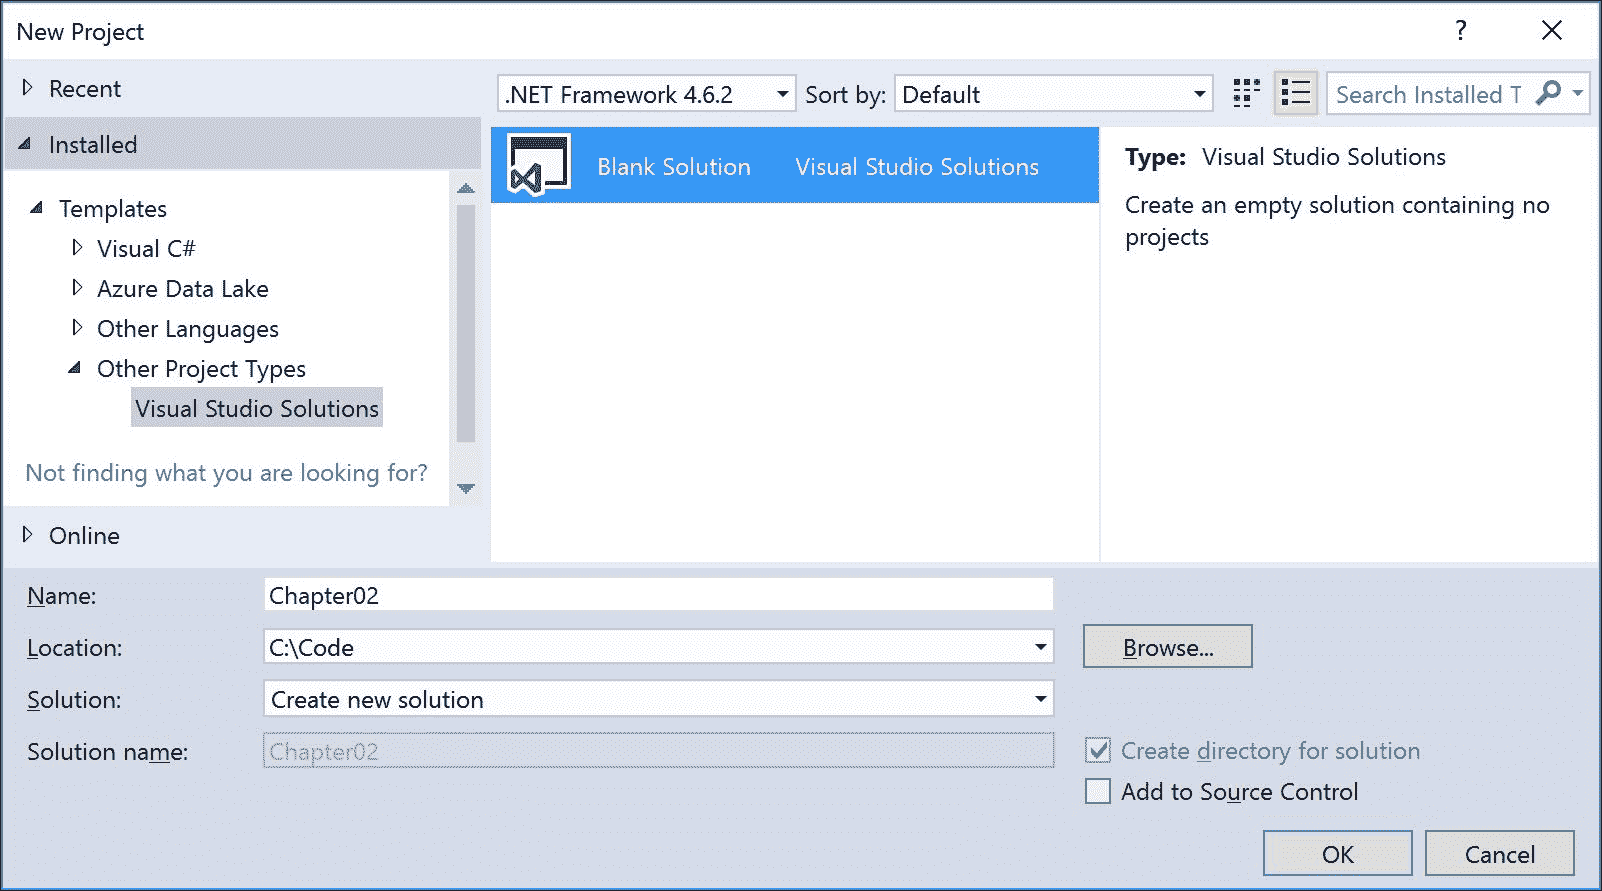 New Project
?
Recent
.NET Framework 4.6.2
Sort by:
Default
Search Installed T
Installed
Templates
Visual C#
Azure Data Lake
Other Languages
Other Project Types
Visual Studio Solutions
Not finding what you are looking for?
Online
Blank Solution Visual Studio Solutions
Type: Visual Studio Solutions
Create an empty solution containing no
projects
Name: Chapter02
Location: C:\Code
Browse...
Solution: Create new solution
Solution name: Chapter02
Create directory for solution
Add to Source Control
OK
Cancel